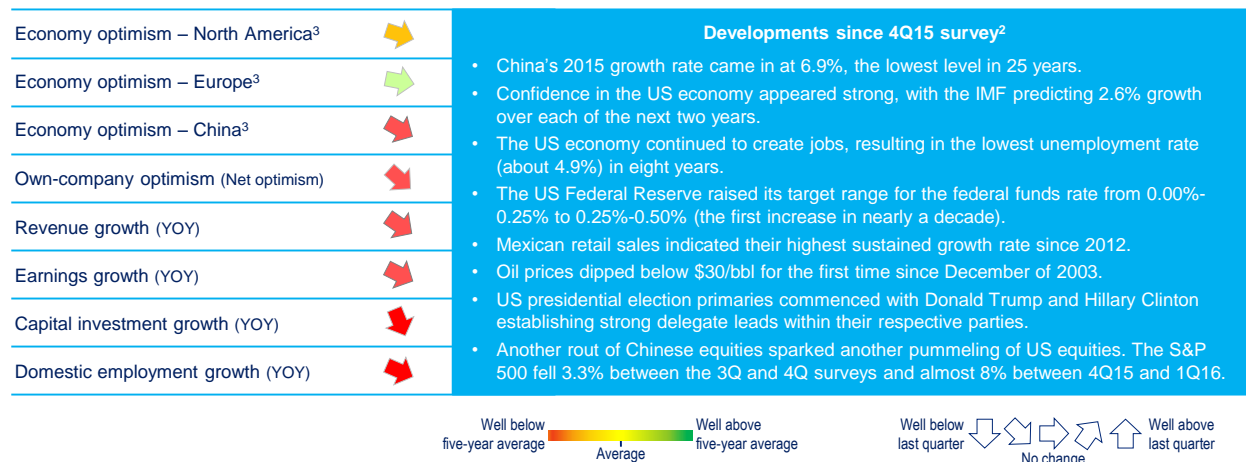 Economy optimism – North America³
Economy optimism – Europe³
Economy optimism – China³
Own-company optimism (Net optimism)
Revenue growth (YOY)
Earnings growth (YOY)
Capital investment growth (YOY)
Domestic employment growth (YOY)
Developments since 4Q15 survey²
• China's 2015 growth rate came in at 6.9%, the lowest level in 25 years.
• Confidence in the US economy appeared strong, with the IMF predicting 2.6% growth
over each of the next two years.
• The US economy continued to create jobs, resulting in the lowest unemployment rate
(about 4.9%) in eight years.
• The US Federal Reserve raised its target range for the federal funds rate from 0.00%-
0.25% to 0.25%-0.50% (the first increase in nearly a decade).
• Mexican retail sales indicated their highest sustained growth rate since 2012.
• Oil prices dipped below $30/bbl for the first time since December of 2003.
• US presidential election primaries commenced with Donald Trump and Hillary Clinton
establishing strong delegate leads within their respective parties.
• Another rout of Chinese equities sparked another pummeling of US equities. The S&P
500 fell 3.3% between the 3Q and 4Q surveys and almost 8% between 4Q15 and 1Q16.
Well below
five-year average
Average
Well above
five-year average
Well below
last quarter
No change
Well above
last quarter